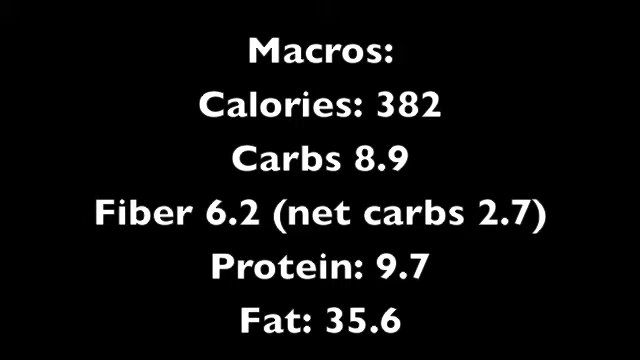 Macros:
Calories: 382
Carbs 8.9
Fiber 6.2 (net carbs 2.7)
Protein: 9.7
Fat: 35.6